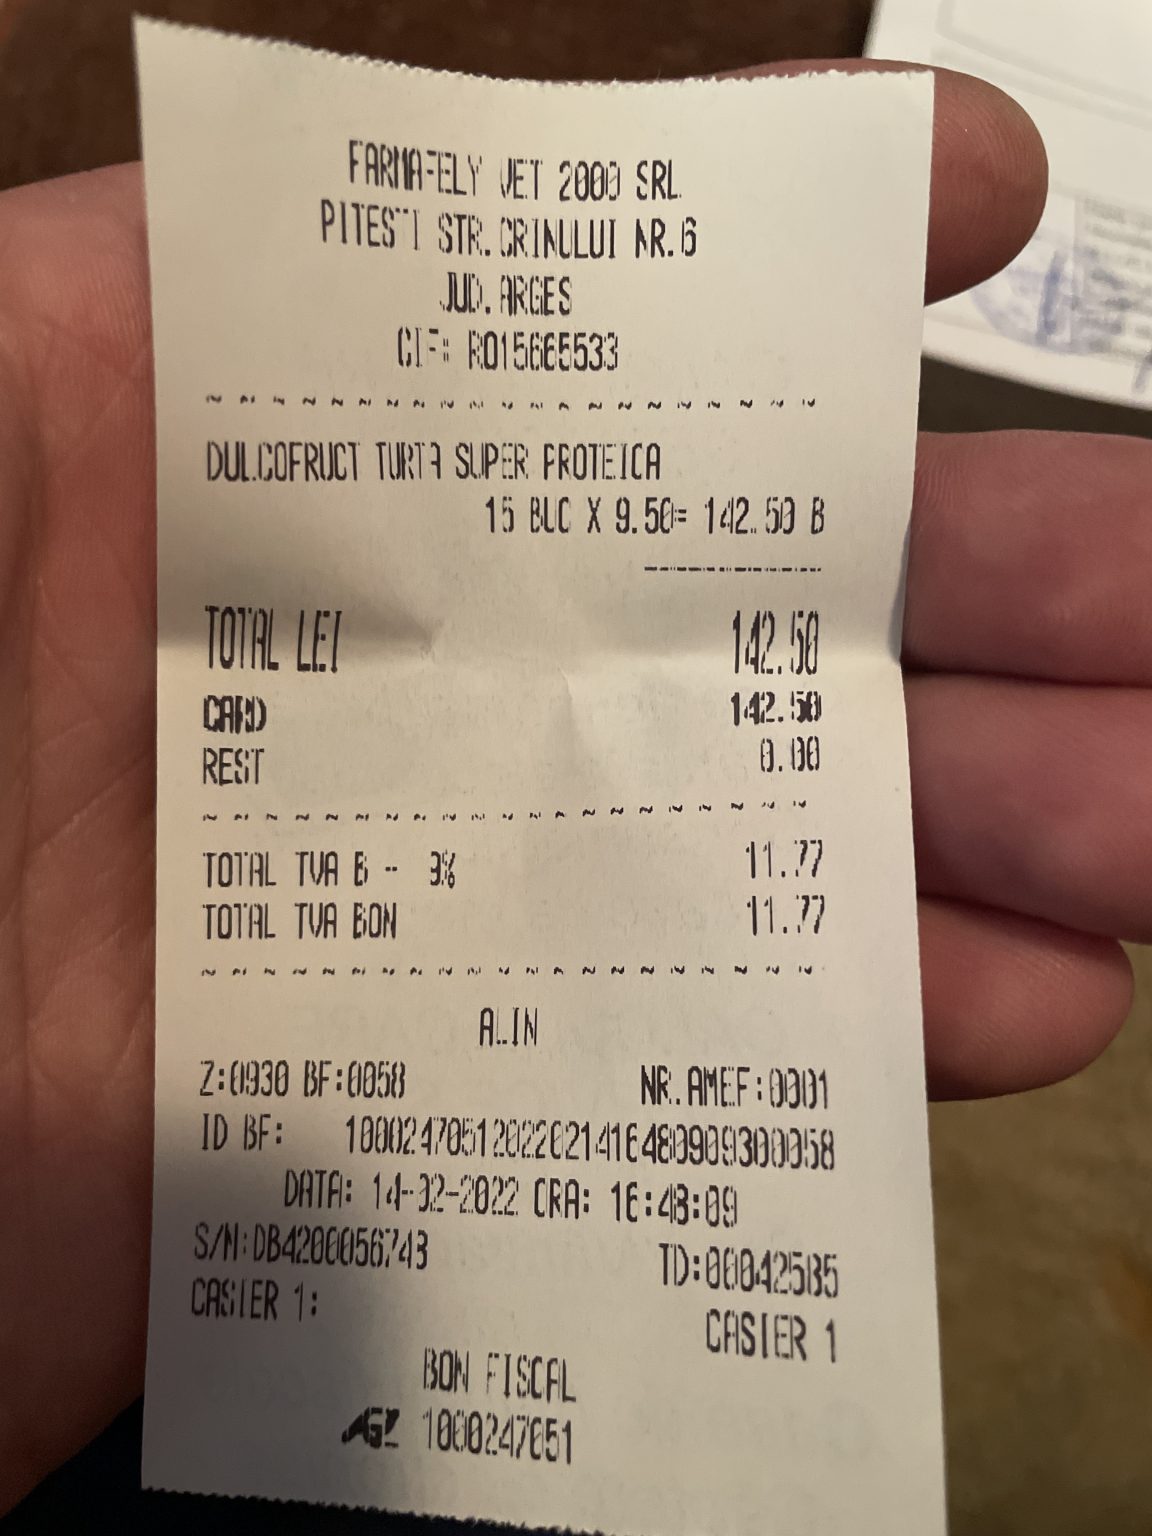 FARMA-ELY VET 2000 SRL
PITESTI STR.CRINULUI NR.6
JUD.ARGES
CIF: RO15665533
DULCOFRUCT TURTA SUPER PROTEICA
15 BUC X 9.50= 142.50 B
TOTAL LEI 142.50
CARD 142.50
REST 0.00
TOTAL TVA B - 9% 11.77
TOTAL TVA BON 11.77
ALIN
Z:0930 BF:0058 NR.AMEF:0001
ID BF: 10002470512022021416480909300058
DATA: 14-02-2022 ORA: 16:48:09
S/N:DB4200056743 TD:00042585
CASIER 1: CASIER 1
BON FISCAL
1000247051